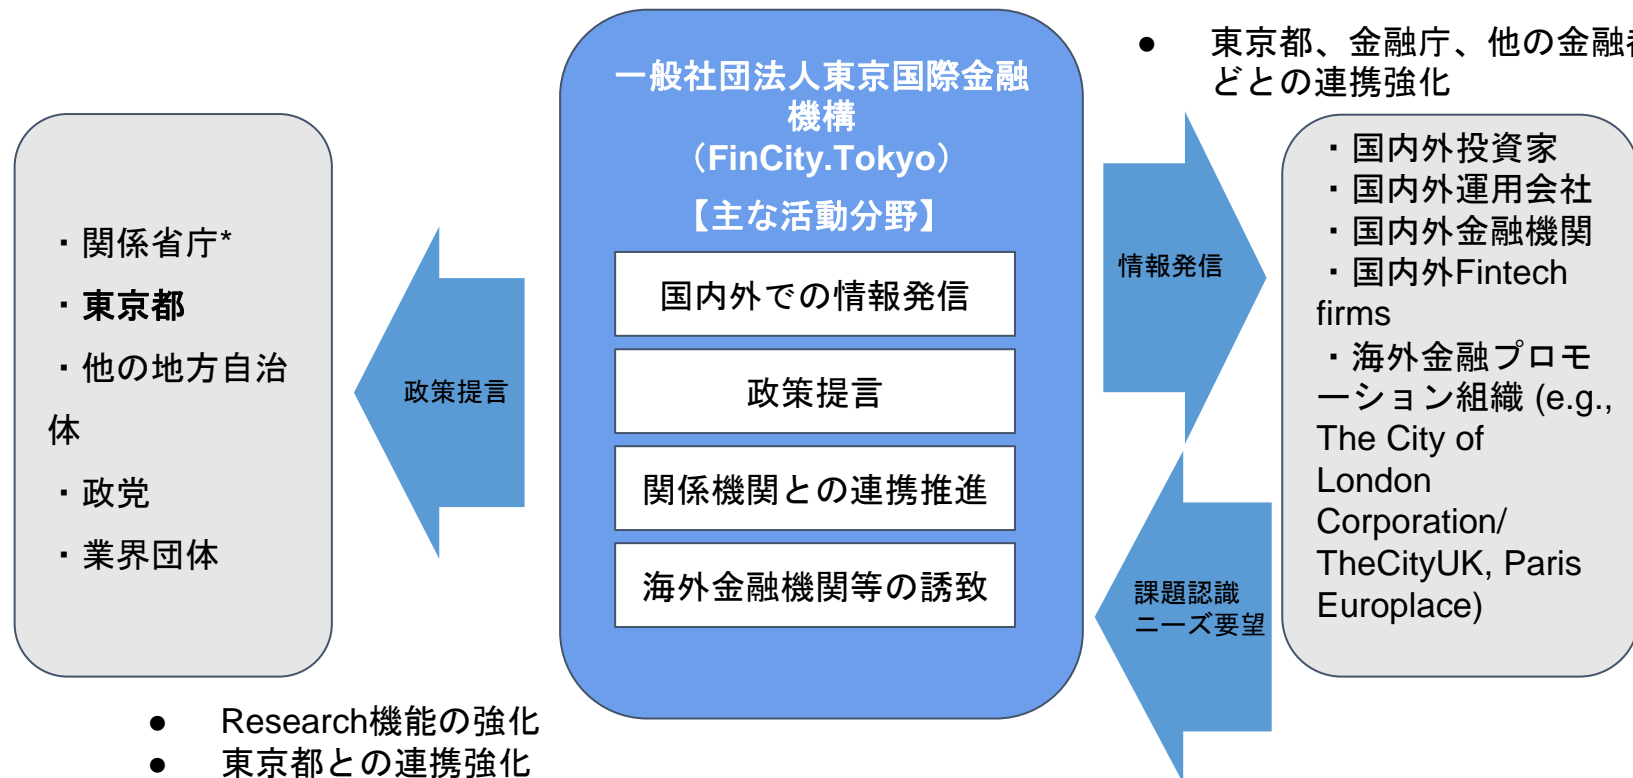 ・関係省庁*
・東京都
・他の地方自治
体
・政党
・業界団体
● Research機能の強化
● 東京都との連携強化
政策提言
一般社団法人東京国際金融
機構
（FinCity.Tokyo）
【主な活動分野】
国内外での情報発信
政策提言
関係機関との連携推進
海外金融機関等の誘致
情報発信
課題認識
ニーズ要望
● 東京都、金融庁、他の金融
どとの連携強化
・国内外投資家
・国内外運用会社
・国内外金融機関
・国内外Fintech
firms
・海外金融プロモ
ーション組織 (e.g.,
The City of
London
Corporation/
TheCityUK, Paris
Europlace)